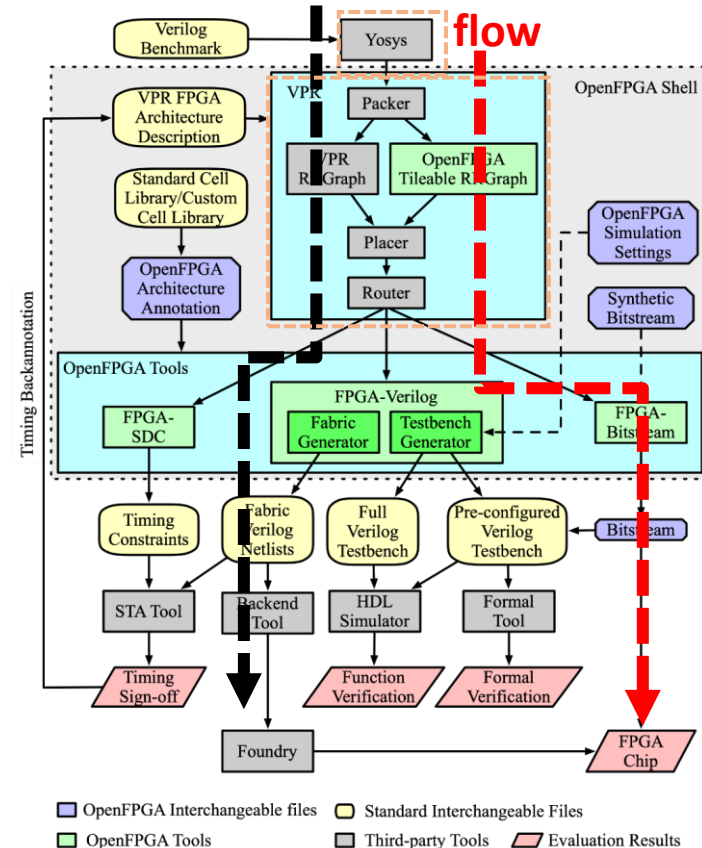 Verilog
Benchmark
Yosys
flow
VPR
OpenFPGA Shell
VPR FPGA
Architecture
Description
Packer
VPR
OpenFPGA
Tileable RRGraph
Standard Cell
Library/Custom
Cell Library
Placer
OpenFPGA
Simulation
Settings
OpenFPGA
Architecture
Annotation
Router
Synthetic
Bitstream
Timing Backannotation
OpenFPGA Tools
FPGA-
SDC
FPGA-Verilog
Fabric
Generator
Testbench
Generator
FPGA-
Bitstream
Timing
Constraints
Fabric
Verilog
Netlists
Full
Verilog
Testbench
Pre-configured
Verilog
Testbench
Bitstream
STA Tool
Backend
Tool
HDL
Simulator
Formal
Tool
Timing
Sign-off
Function
Verification
Formal
Verification
Foundry
FPGA
Chip
OpenFPGA Interchangeable files
Standard Interchangeable Files
OpenFPGA Tools
Third-party Tools
Evaluation Results